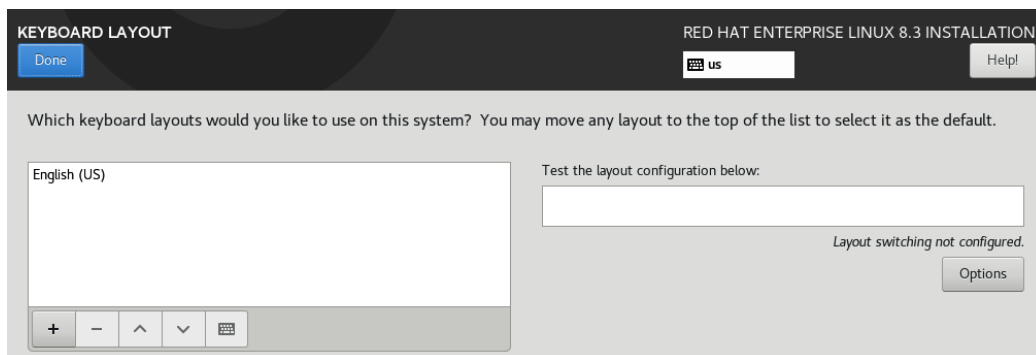 KEYBOARD LAYOUT
RED HAT ENTERPRISE LINUX 8.3 INSTALLATION
Done
us
Help!
Which keyboard layouts would you like to use on this system? You may move any layout to the top of the list to select it as the default.
English (US)
Test the layout configuration below:
Layout switching not configured.
Options